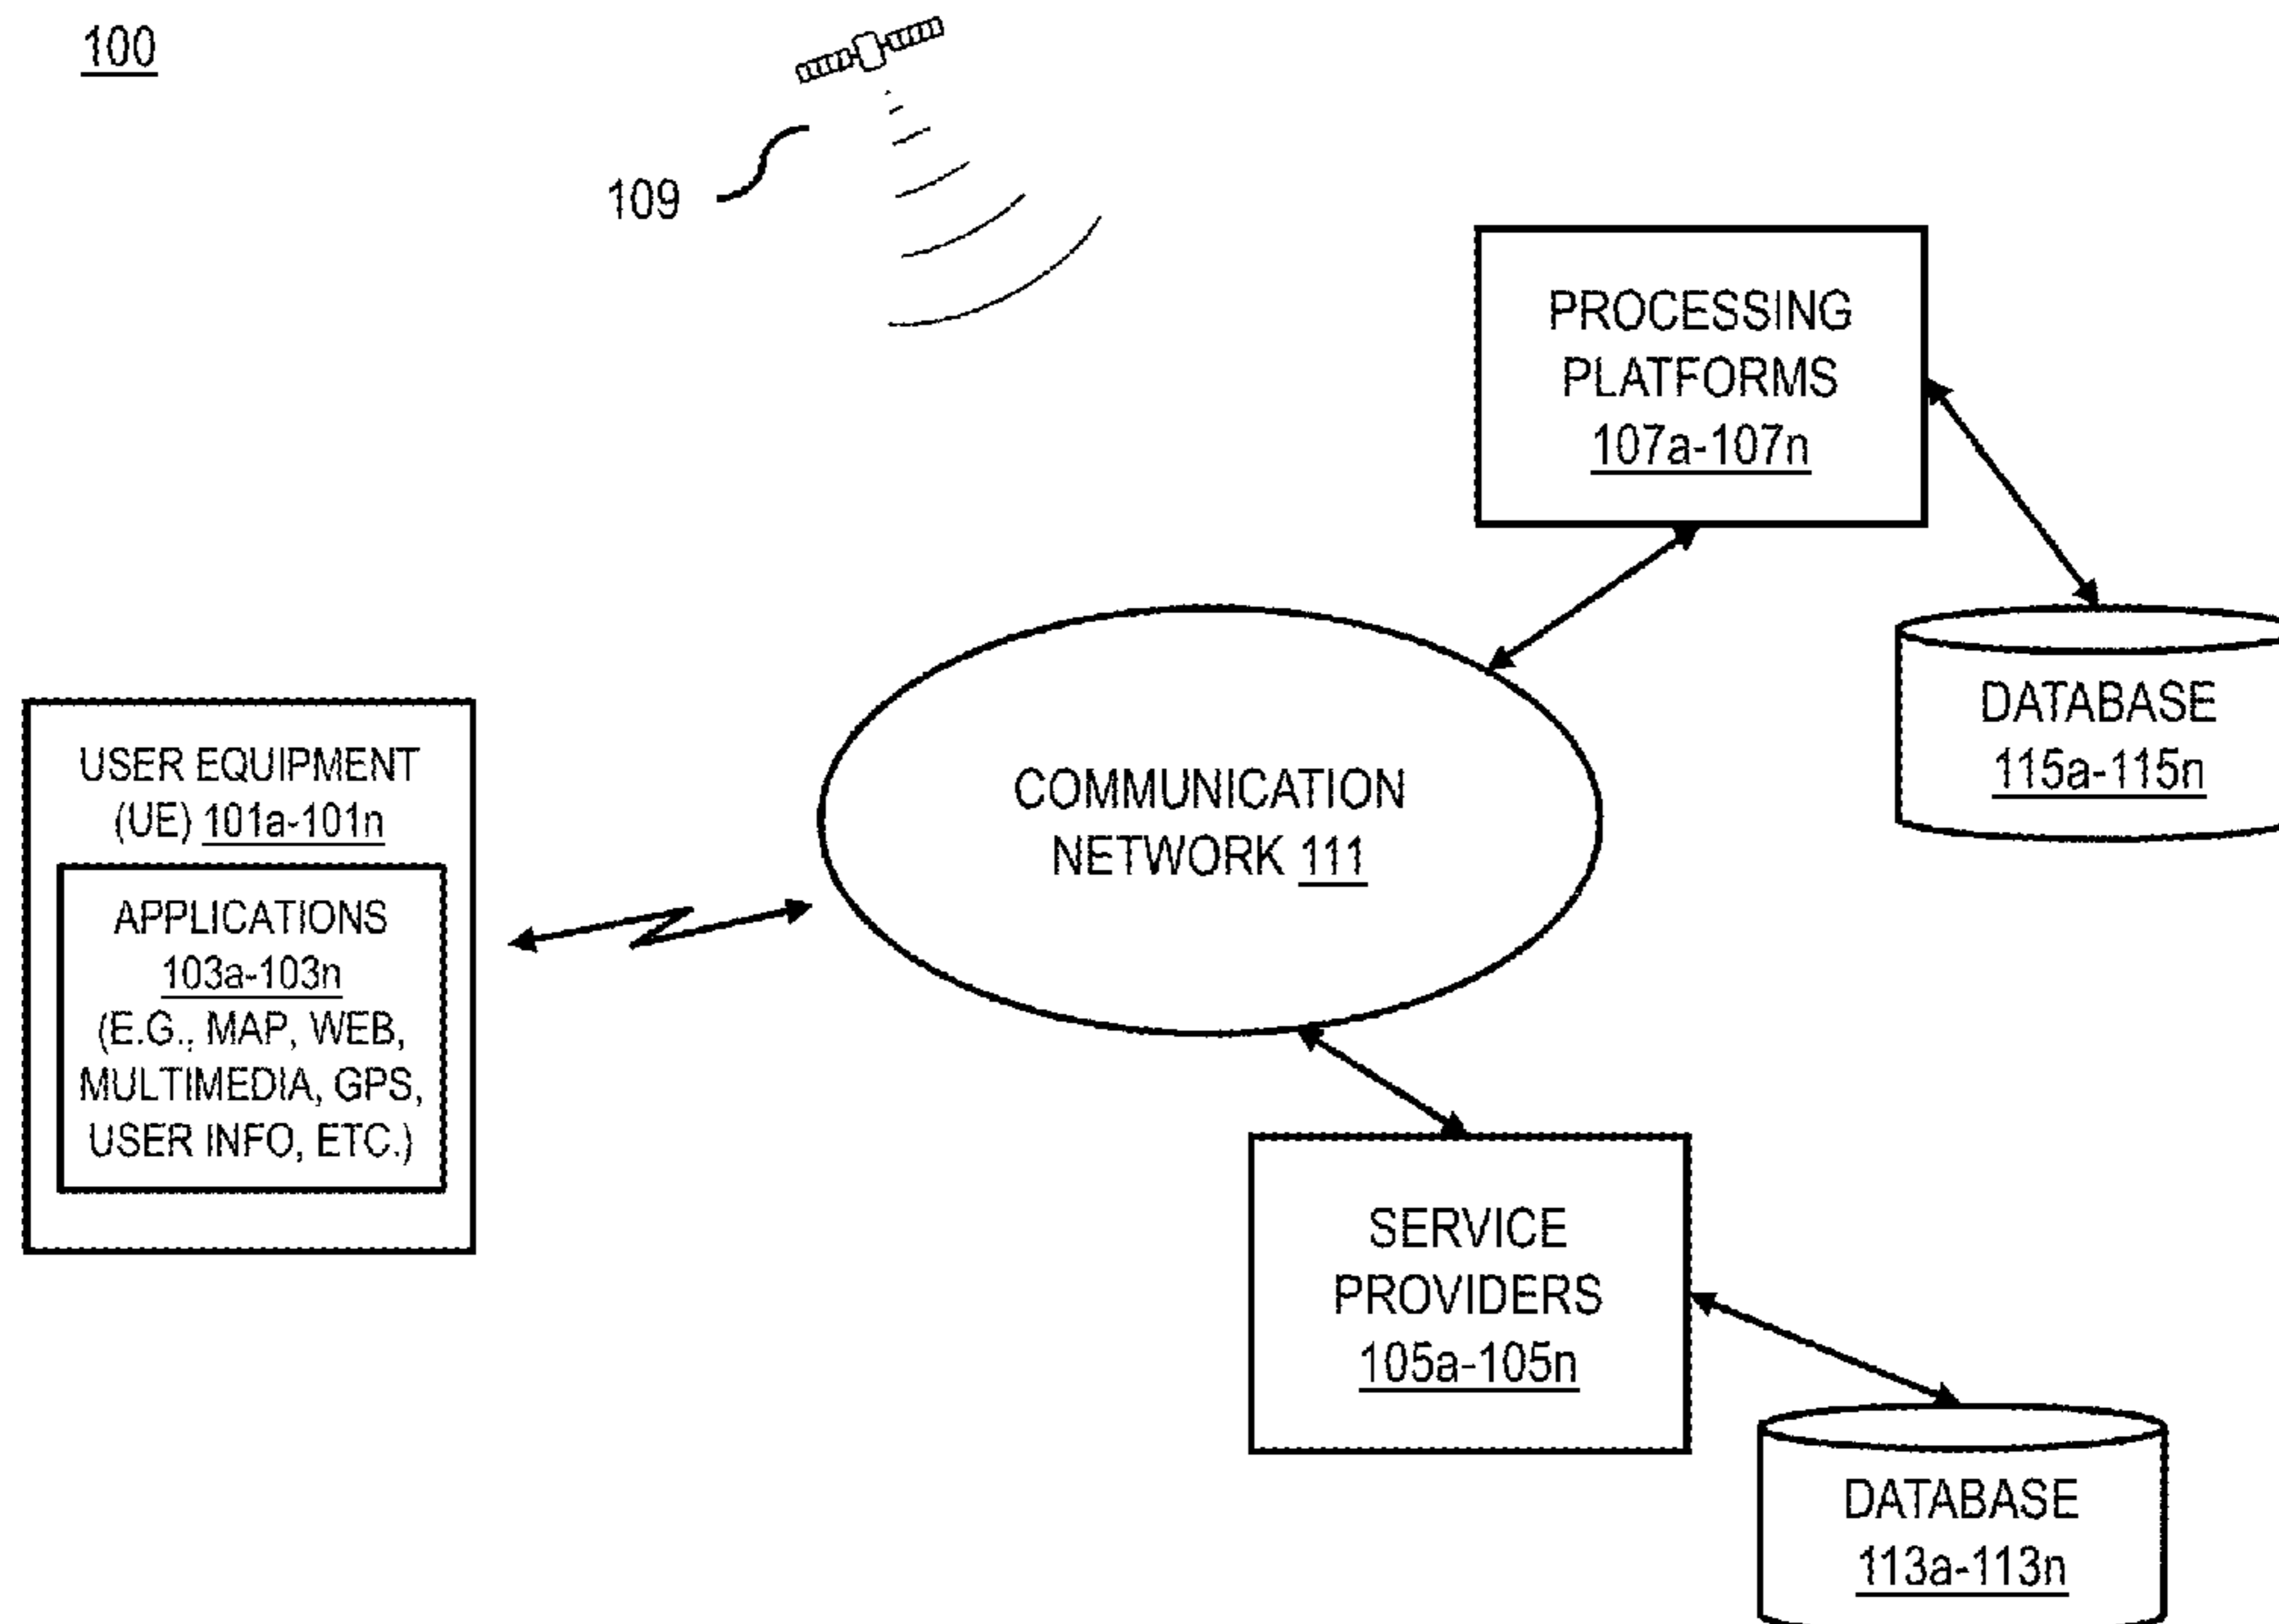 100
109
PROCESSING
PLATFORMS
107a-107n
DATABASE
115a-115n
COMMUNICATION
NETWORK 111
USER EQUIPMENT
(UE) 101a-101n
APPLICATIONS
103a-103n
(E.G., MAP, WEB,
MULTIMEDIA, GPS,
USER INFO, ETC.)
SERVICE
PROVIDERS
105a-105n
DATABASE
113a-113n